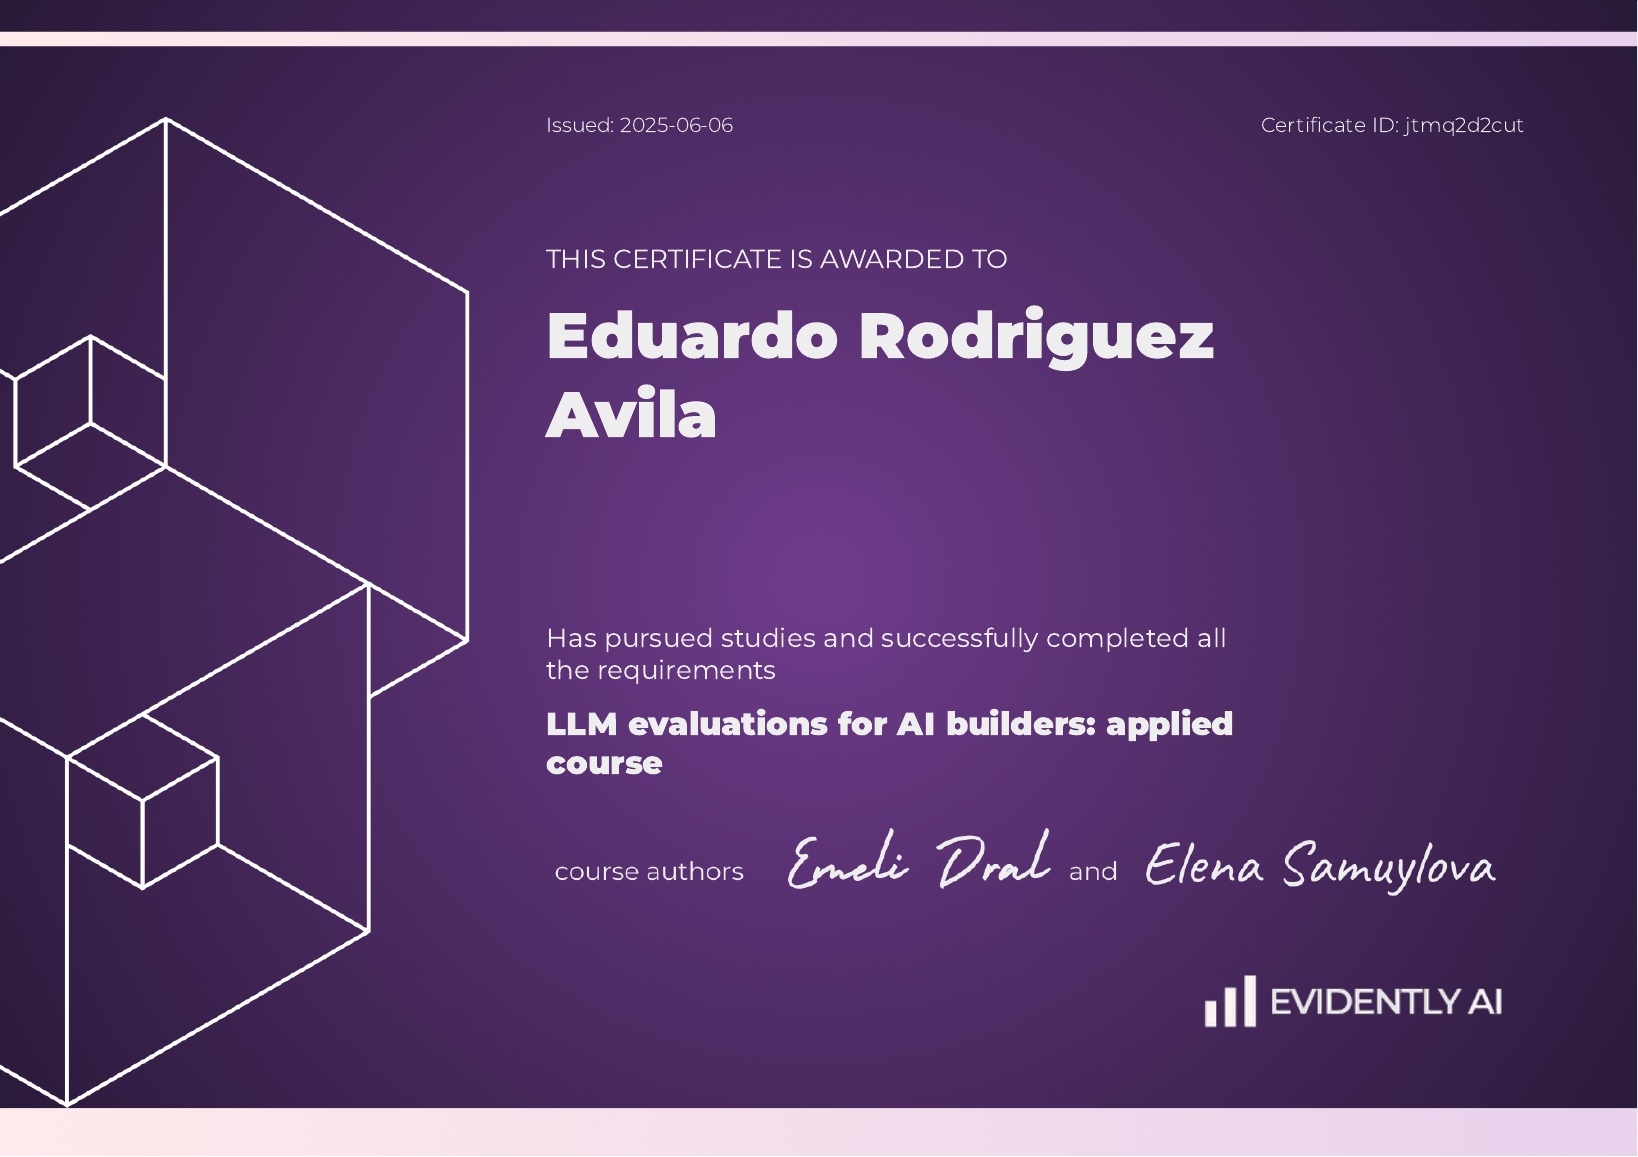 Issued: 2025-06-06
Certificate ID: jtmq2d2cut
THIS CERTIFICATE IS AWARDED TO
Eduardo Rodriguez
Avila
Has pursued studies and successfully completed all
the requirements
LLM evaluations for AI builders: applied
course
course authors Emeli Dral and Elena Samuylova
EVIDENTLY AI